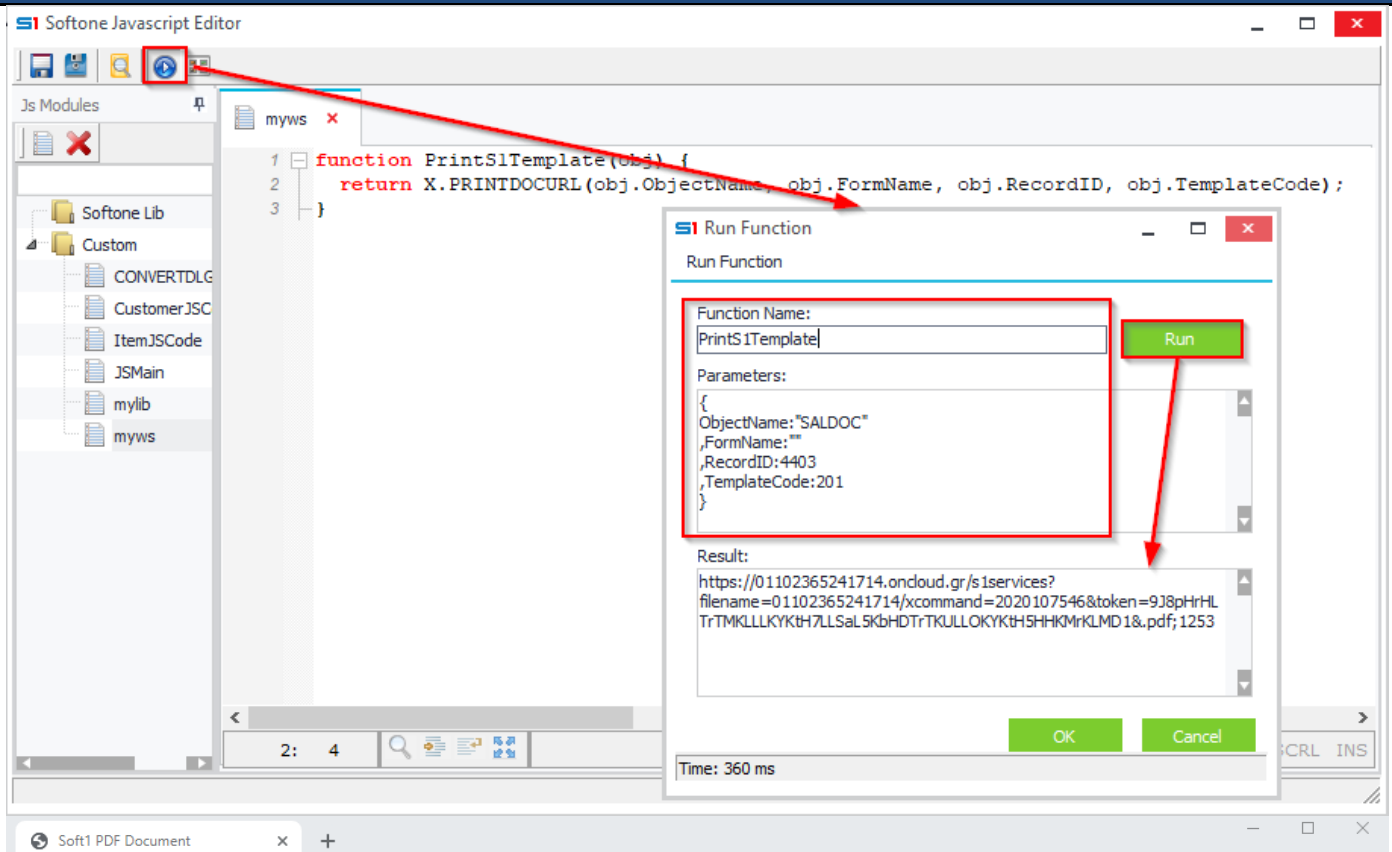 S1 Softone Javascript Editor
Js Modules
myws
1 function PrintS1Template(obj) {
2 return X.PRINTDOCURL(obj.ObjectName, obj.FormName, obj.RecordID, obj.TemplateCode);
3 }
Softone Lib
Custom
CONVERTDLG
CustomerJSC
ItemJSCode
JSMain
mylib
myws
S1 Run Function
Run Function
Function Name:
PrintS1Template
Run
Parameters:
{
ObjectName:"SALDOC"
,FormName:""
,RecordID:4403
,TemplateCode:201
}
Result:
https://01102365241714.oncloud.gr/s1services?
filename=01102365241714/xcommand=2020107546&token=9J8pHrHL
TrTMKLLLKYKtH7LLSaL5KbHDTrTKULLOKYKtH5HHKMrKLMD1&.pdf;1253
OK Cancel
Time: 360 ms
2: 4
SCRL INS
Soft1 PDF Document